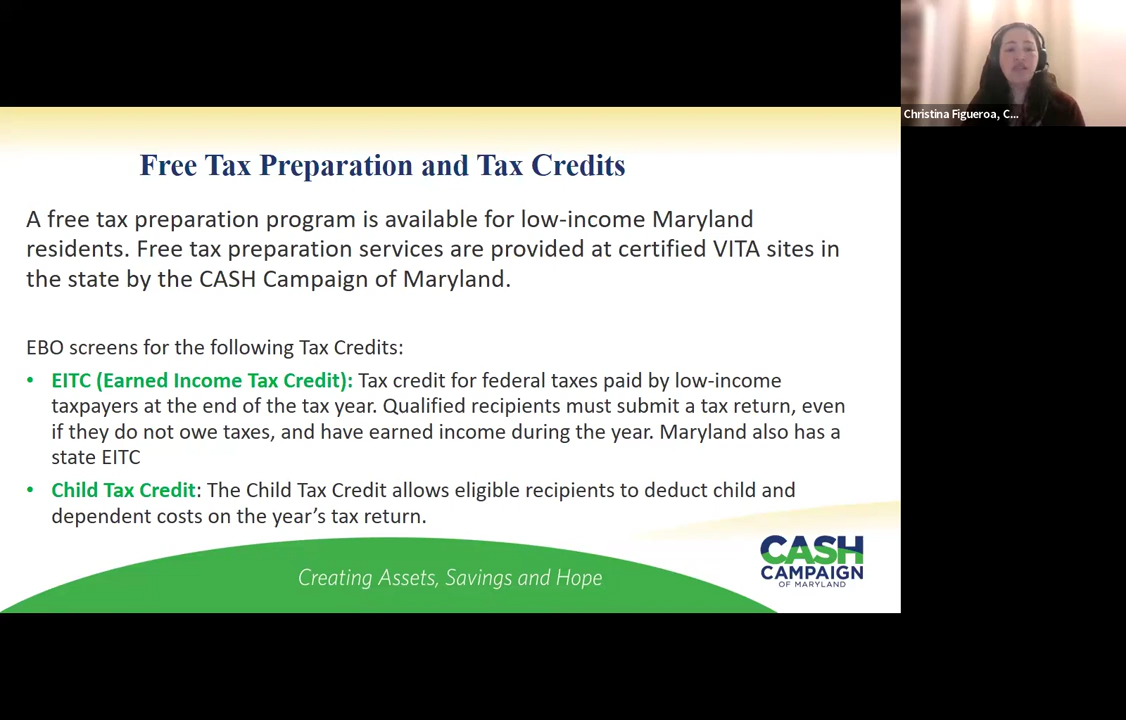 Christina Figueroa, C...
Free Tax Preparation and Tax Credits
A free tax preparation program is available for low-income Maryland
residents. Free tax preparation services are provided at certified VITA sites in
the state by the CASH Campaign of Maryland.
EBO screens for the following Tax Credits:
• EITC (Earned Income Tax Credit): Tax credit for federal taxes paid by low-income
taxpayers at the end of the tax year. Qualified recipients must submit a tax return, even
if they do not owe taxes, and have earned income during the year. Maryland also has a
state EITC
• Child Tax Credit: The Child Tax Credit allows eligible recipients to deduct child and
dependent costs on the year’s tax return.
Creating Assets, Savings and Hope
CASH
CAMPAIGN
OF MARYLAND